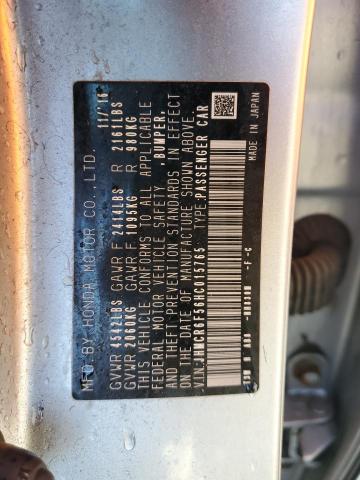 MFD.BY HONDA MOTOR CO.,LTD. 11/'16
GVWR 4542LBS GAWR F 2414LBS R 2161LBS
GVWR 2060KG GAWR F 1095KG R 980KG
THIS VEHICLE CONFORMS TO ALL APPLICABLE
FEDERAL MOTOR VEHICLE SAFETY, BUMPER,
AND THEFT PREVENTION STANDARDS IN EFFECT
ON THE DATE OF MANUFACTURE SHOWN ABOVE.
VIN:JHMCR6F56HC015765 TYPE:PASSENGER CAR
-F -C
MADE IN JAPAN